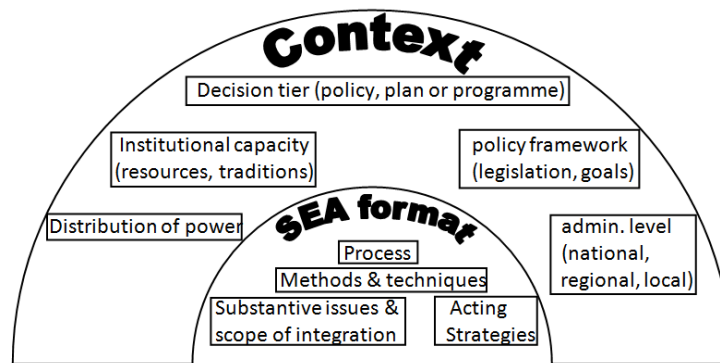 Context
Decision tier (policy, plan or programme)
Institutional capacity
(resources, traditions)
policy framework
(legislation, goals)
Distribution of power
admin. level
(national,
regional, local)
SEA format
Process
Methods & techniques
Substantive issues &
scope of integration
Acting
Strategies